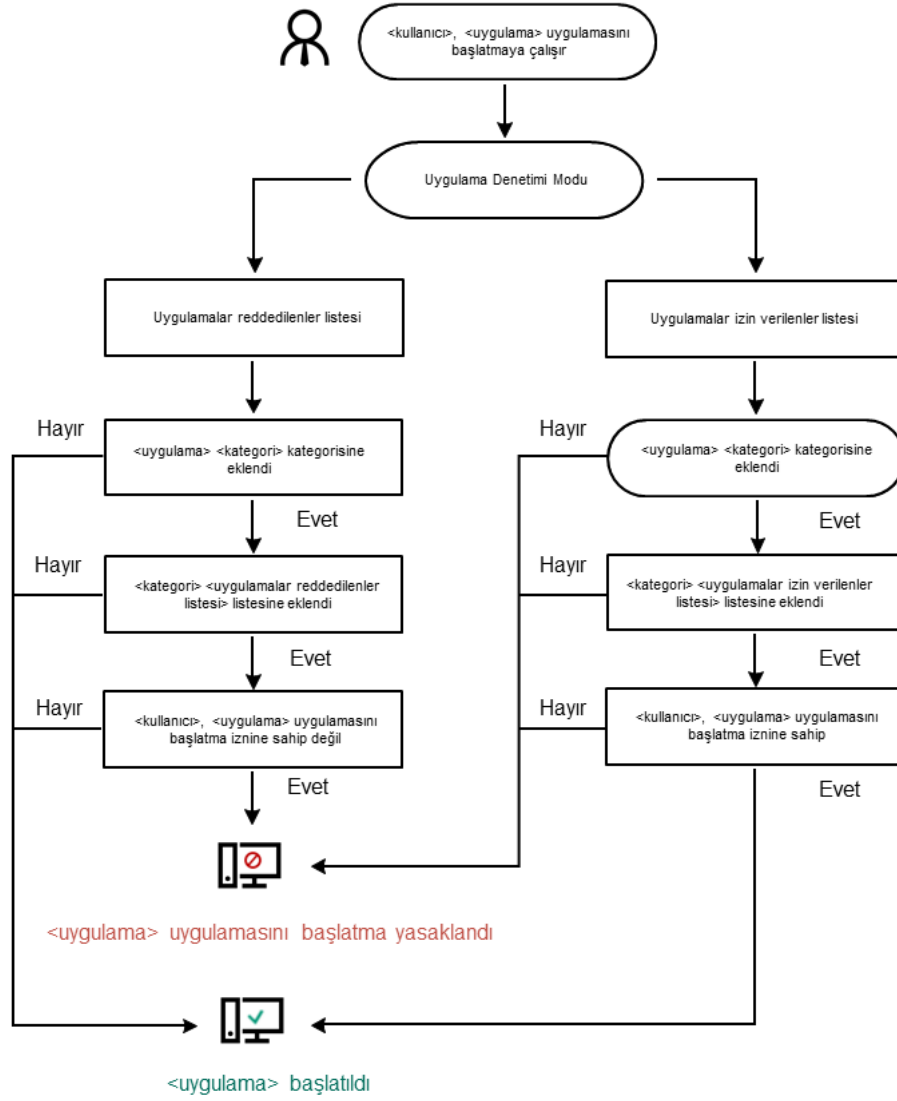 <kullanıcı>, <uygulama> uygulamasını
başlatmaya çalışır
Uygulama Denetimi Modu
Uygulamalar reddedilenler listesi
Uygulamalar izin verilenler listesi
Hayır
<uygulama> <kategori> kategorisine
eklendi
Evet
Hayır
<uygulama> <kategori> kategorisine
eklendi
Evet
Hayır
<kategori> <uygulamalar reddedilenler
listesi> listesine eklendi
Evet
Hayır
<kategori> <uygulamalar izin verilenler
listesi> listesine eklendi
Evet
Hayır
<kullanıcı>, <uygulama> uygulamasını
başlatma iznine sahip değil
Evet
Hayır
<kullanıcı>, <uygulama> uygulamasını
başlatma iznine sahip
Evet
<uygulama> uygulamasını başlatma yasaklandı
<uygulama> başlatıldı